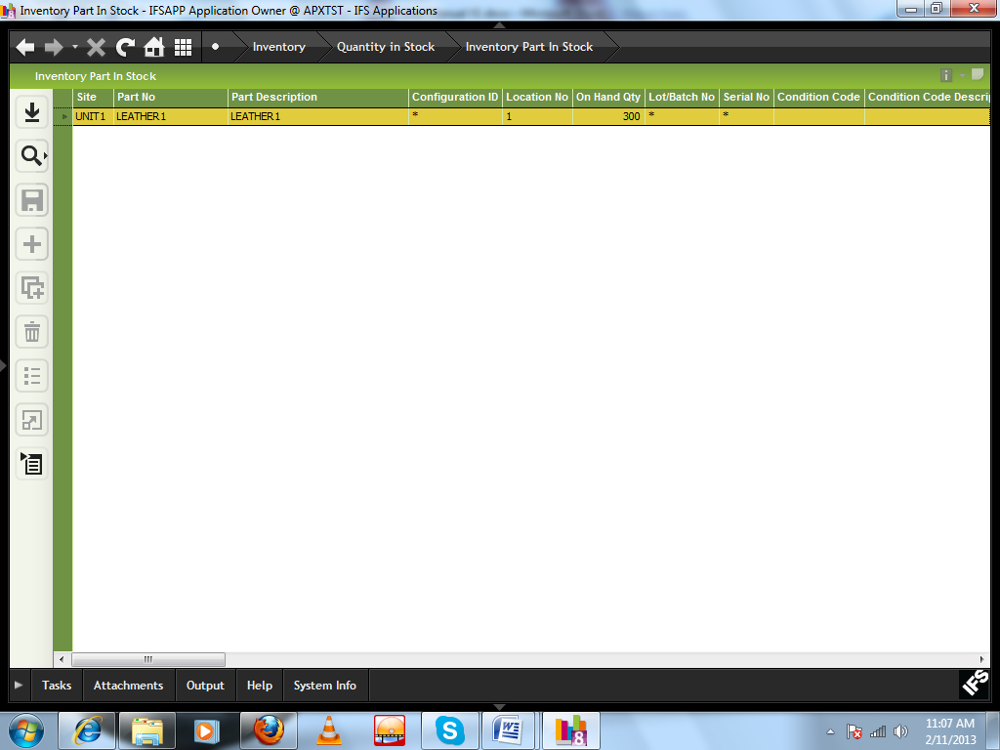 Inventory Part In Stock - IFSAPP Application Owner @ APXTST - IFS Applications
Inventory Quantity in Stock Inventory Part In Stock
Inventory Part In Stock
Site Part No Part Description Configuration ID Location No On Hand Qty Lot/Batch No Serial No Condition Code Condition Code Descri
UNIT1 LEATHER1 LEATHER1 * 1 300 * *
Tasks Attachments Output Help System Info IFS
11:07 AM
2/11/2013